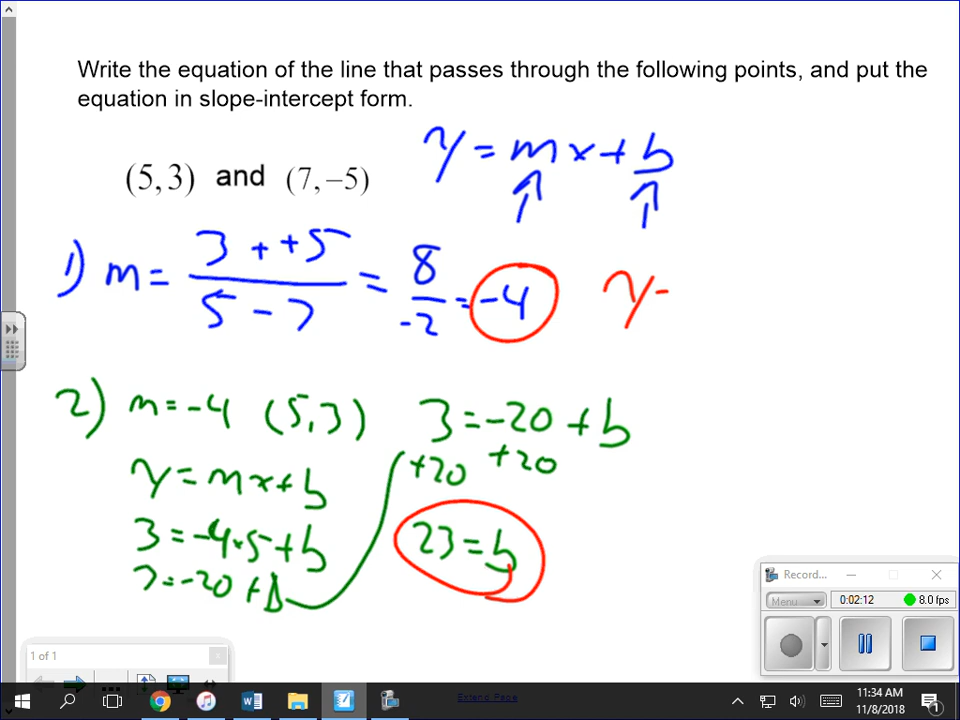 Write the equation of the line that passes through the following points, and put the
equation in slope-intercept form.
y = mx + b
(5, 3) and (7, –5)
1) m = 3 + +5 / 5 - 7 = 8 / -2 = -4
y =
2) m = -4 (5,3)
y = mx + b
3 = -4·5 + b
3 = -20 + b
3 = -20 + b
+20 +20
23 = b
Record...
Menu
0:02:12
8.0 fps
1 of 1
Extend Page
11:34 AM
11/8/2018
1